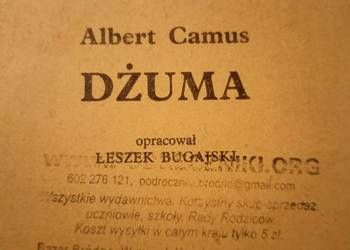 Albert Camus
DŻUMA
opracował
LESZEK BUGAJSKI
.ORG
602 276 121, podreczniki.brodno@gmail.com
Wszystkie wydawnictwa. Korzystny skup-sprzedaż
uczniowie, szkoły, Rady Rodziców.
Koszt wysyłki w całym kraju tylko 5 zł.